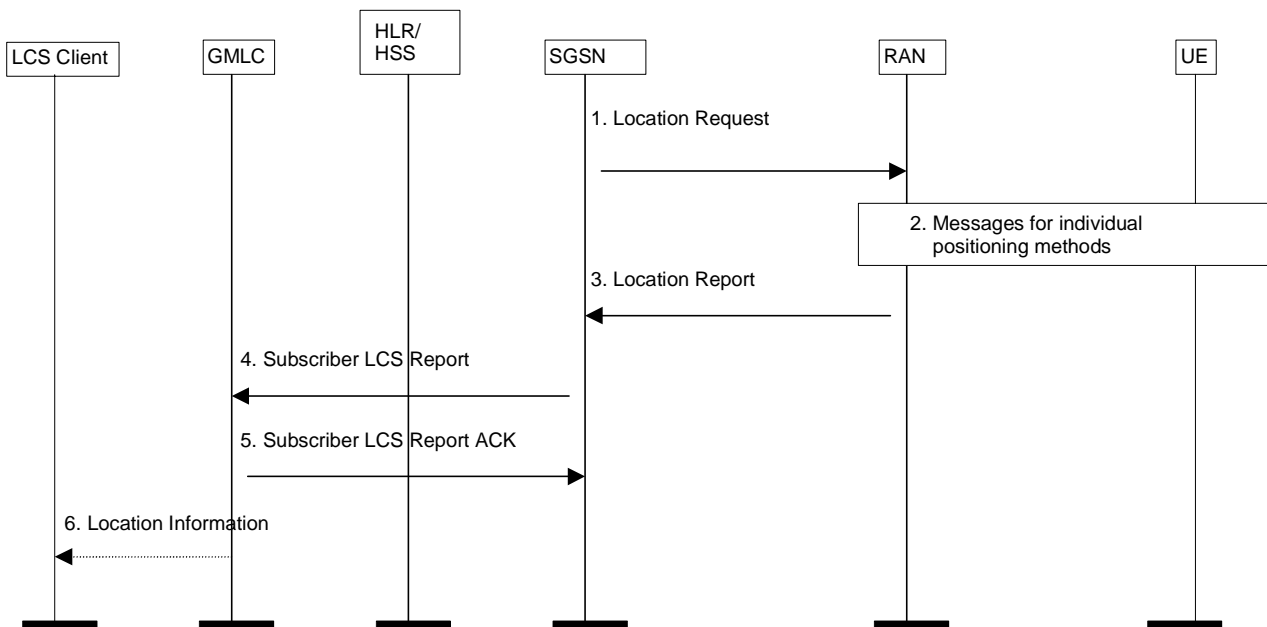 HLR/
HSS
LCS Client
GMLC
SGSN
RAN
UE
1. Location Request
2. Messages for individual
positioning methods
3. Location Report
4. Subscriber LCS Report
5. Subscriber LCS Report ACK
6. Location Information